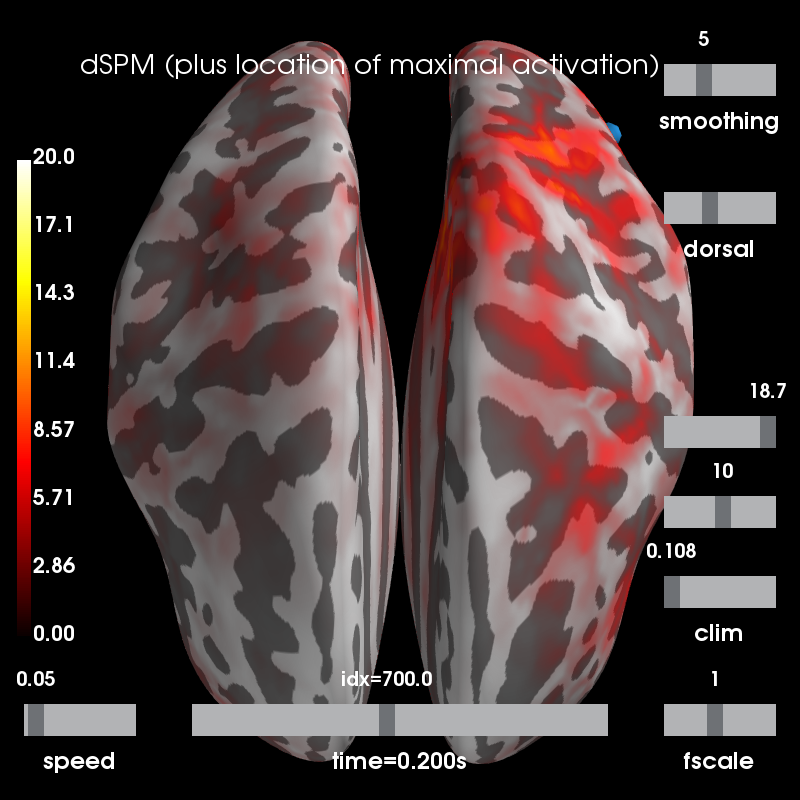 5
dSPM (plus location of maximal activation)
smoothing
20.0
17.1
14.3
11.4
8.57
5.71
2.86
0.00
dorsal
18.7
10
0.108
clim
0.05
idx=700.0
1
speed
time=0.200s
fscale